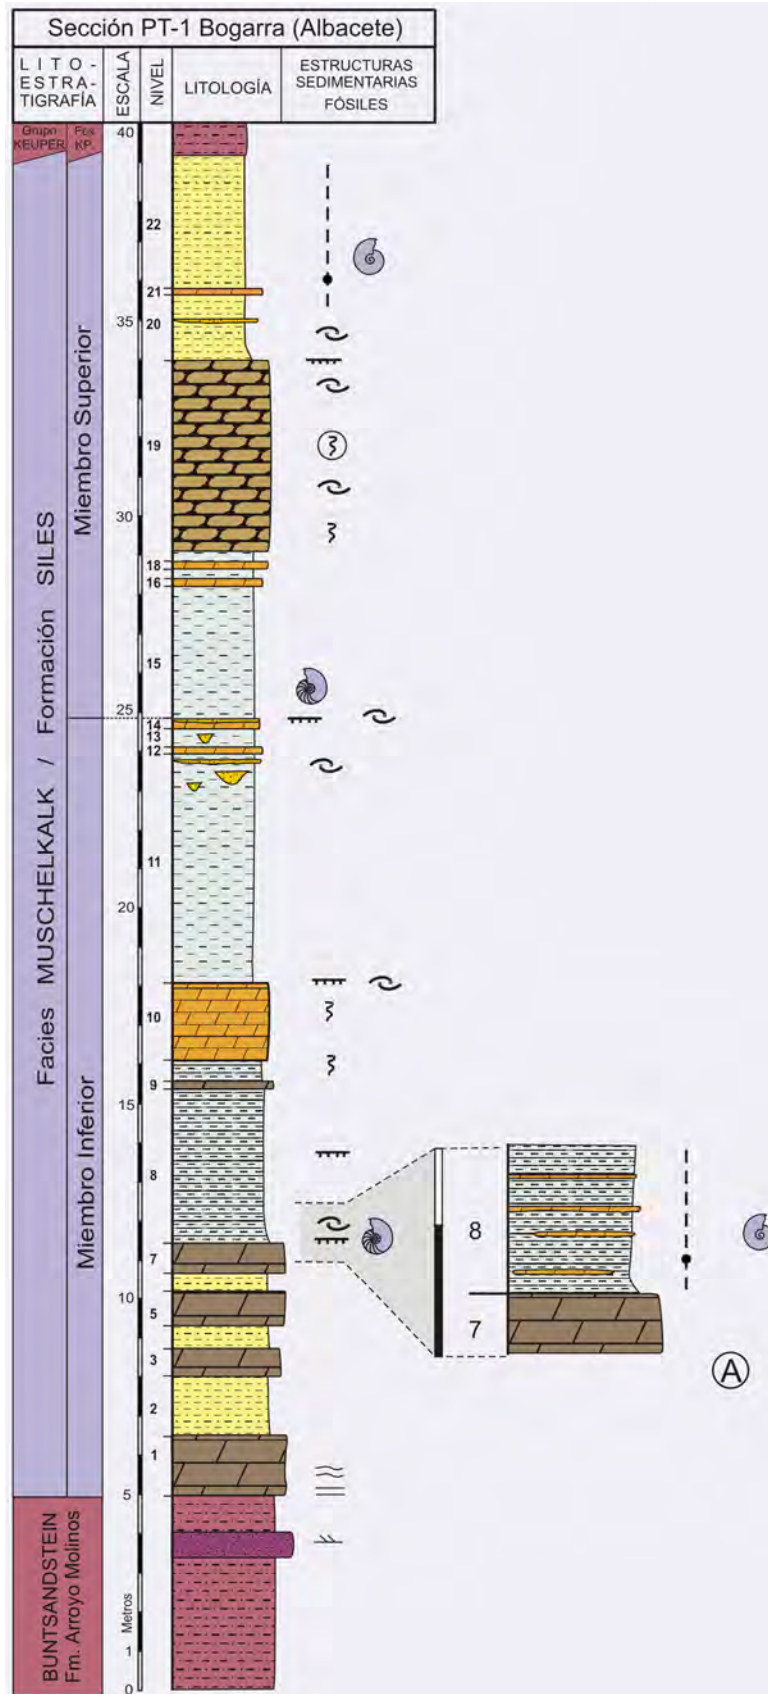 Sección PT-1 Bogarra (Albacete)
LITO-
ESTRA-
TIGRAFÍA
ESCALA
NIVEL
LITOLOGÍA
ESTRUCTURAS
SEDIMENTARIAS
FÓSILES
Grupo
KEUPER
Fm.
KP.
40
22
21
35
20
19
30
18
16
15
25
14
13
12
11
20
10
9
15
8
7
10
5
3
2
1
5
Metros
1
0
Miembro Superior
Facies MUSCHELKALK / Formación SILES
Miembro Inferior
BUNTSANDSTEIN
Fm. Arroyo Molinos
8
7
A